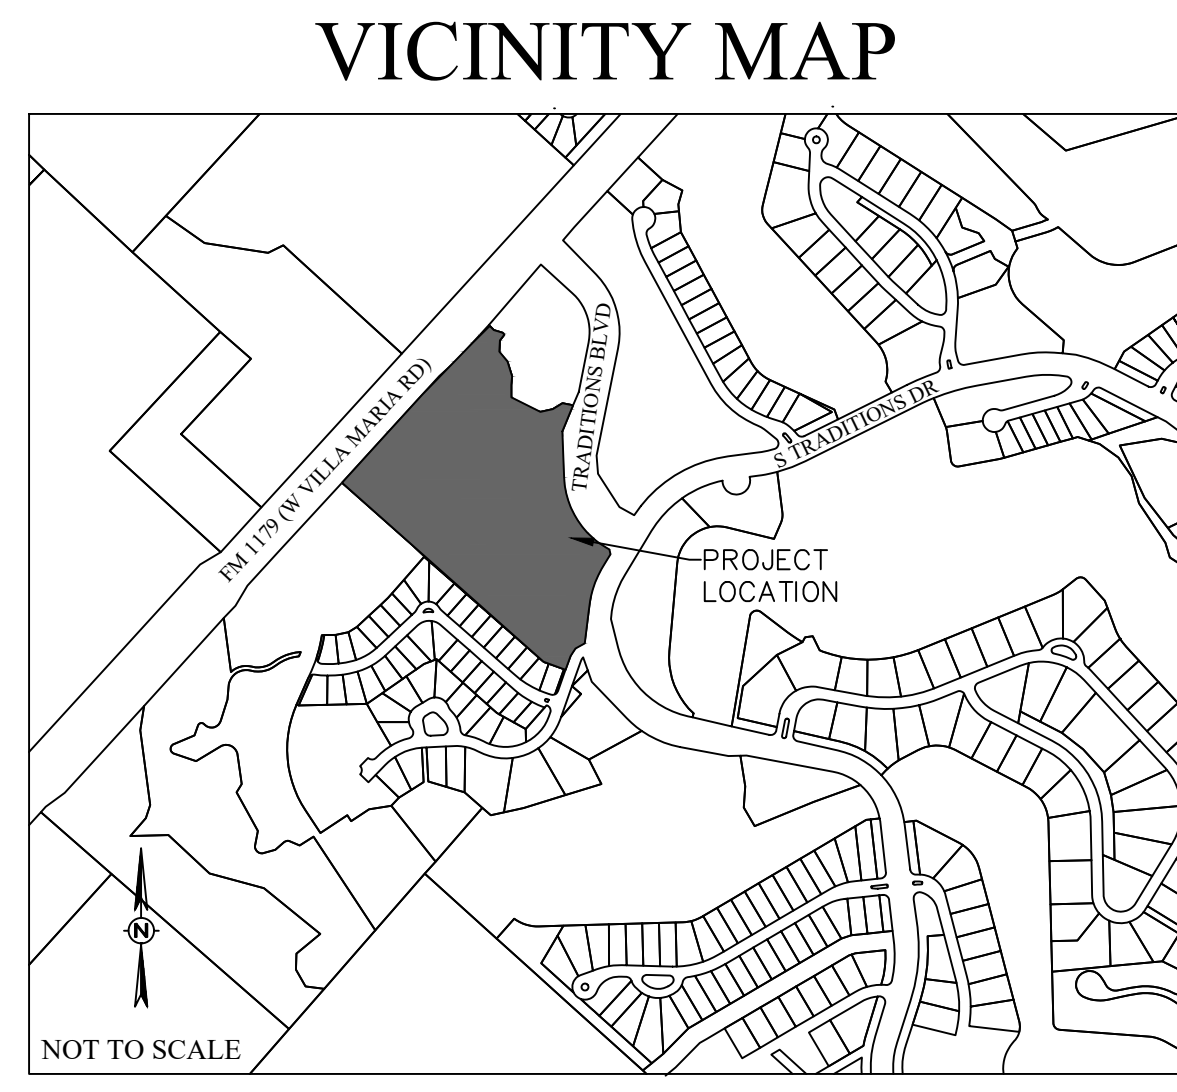 VICINITY MAP
TRADITIONS BLVD
FM 1179 (W VILLA MARIA RD)
S TRADITIONS DR
PROJECT
LOCATION
N
NOT TO SCALE